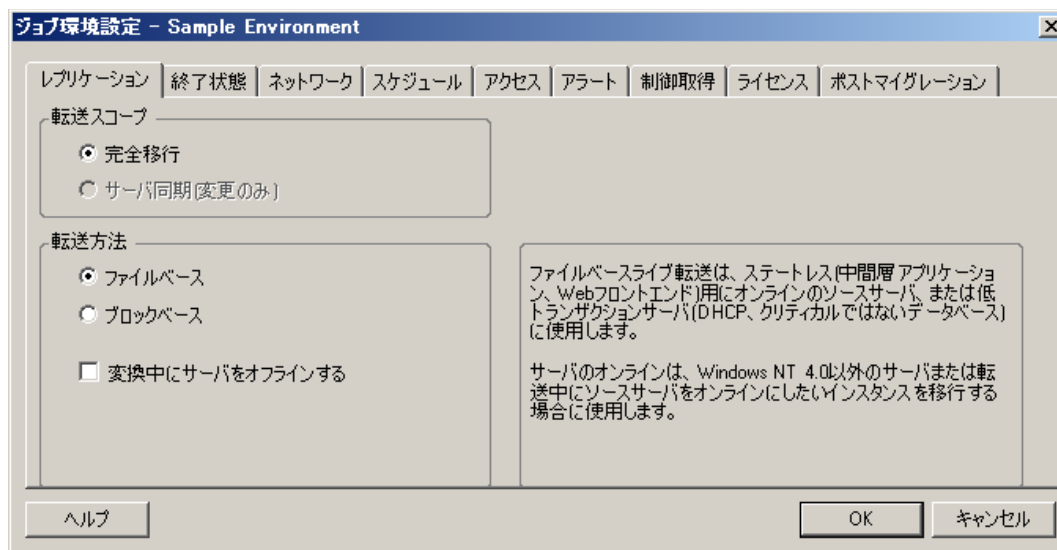 ジョブ環境設定 – Sample Environment
レプリケーション 終了状態 ネットワーク スケジュール アクセス アラート 制御取得 ライセンス ポストマイグレーション
転送スコープ
完全移行
サーバ同期(変更のみ)
転送方法
ファイルベース
ブロックベース
変換中にサーバをオフラインする
ファイルベースライブ転送は、ステートレス(中間層アプリケーショ
ン、Webフロントエンド)用にオンラインのソースサーバ、または低
トランザクションサーバ(DHCP、クリティカルではないデータベース)
に使用します。
サーバのオンラインは、Windows NT 4.0以外のサーバまたは転
送中にソースサーバをオンラインにしたいインスタンスを移行する
場合に使用します。
ヘルプ OK キャンセル